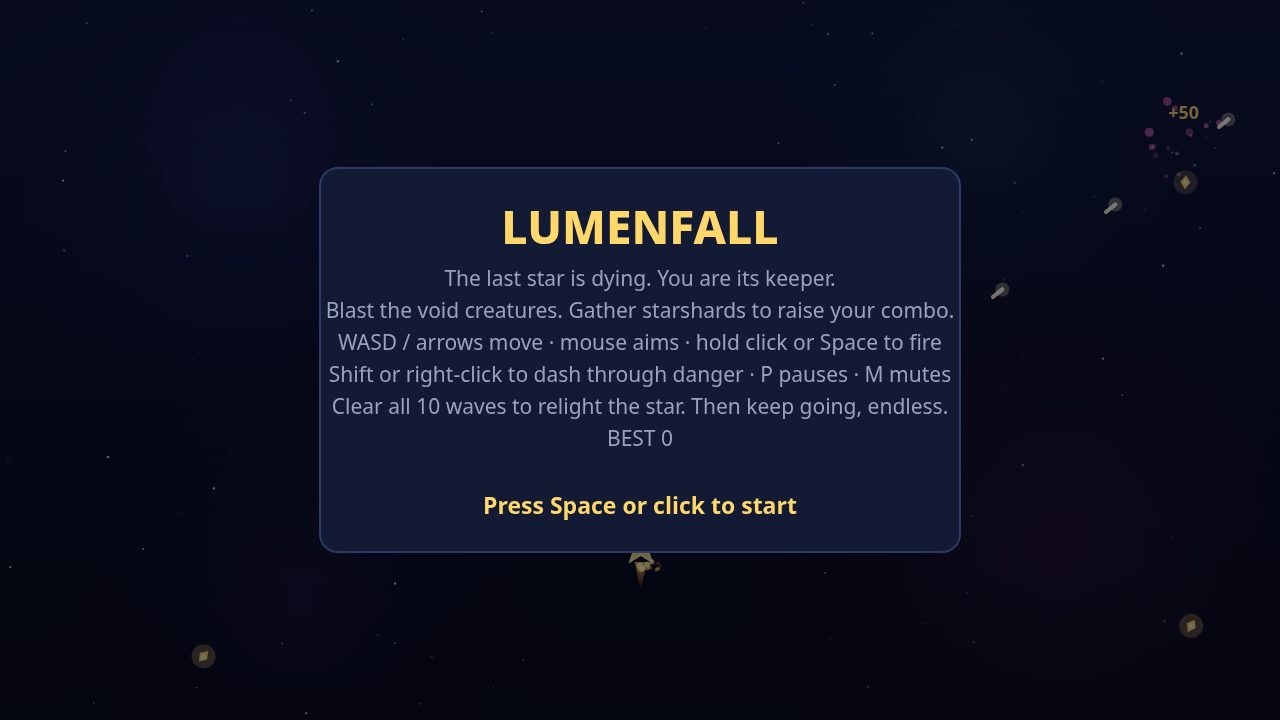 +50
LUMENFALL
The last star is dying. You are its keeper.
Blast the void creatures. Gather starshards to raise your combo.
WASD / arrows move · mouse aims · hold click or Space to fire
Shift or right-click to dash through danger · P pauses · M mutes
Clear all 10 waves to relight the star. Then keep going, endless.
BEST 0
Press Space or click to start